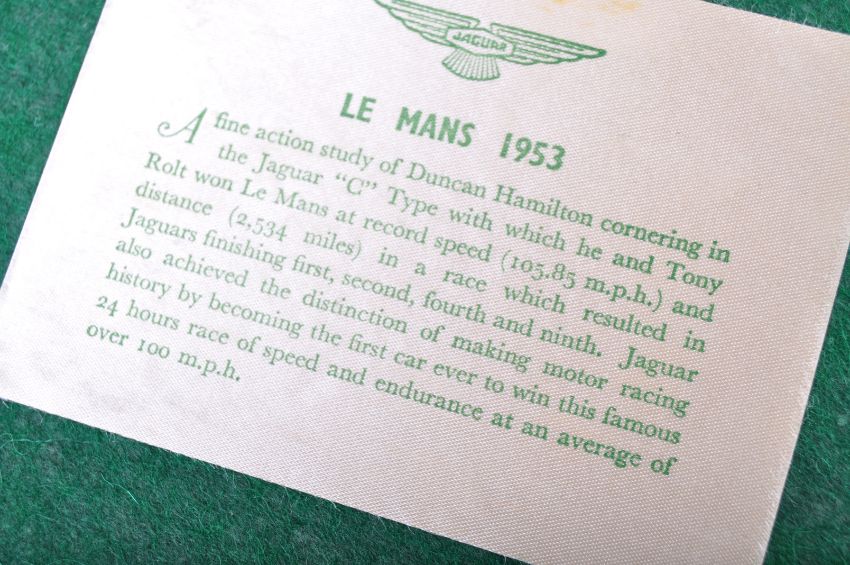 JAGUAR
LE MANS 1953
A fine action study of Duncan Hamilton cornering in
the Jaguar “C” Type with which he and Tony
Rolt won Le Mans at record speed (105.85 m.p.h.) and
distance (2,534 miles) in a race which resulted in
Jaguars finishing first, second, fourth and ninth. Jaguar
also achieved the distinction of making motor racing
history by becoming the first car ever to win this famous
24 hours race of speed and endurance at an average of
over 100 m.p.h.